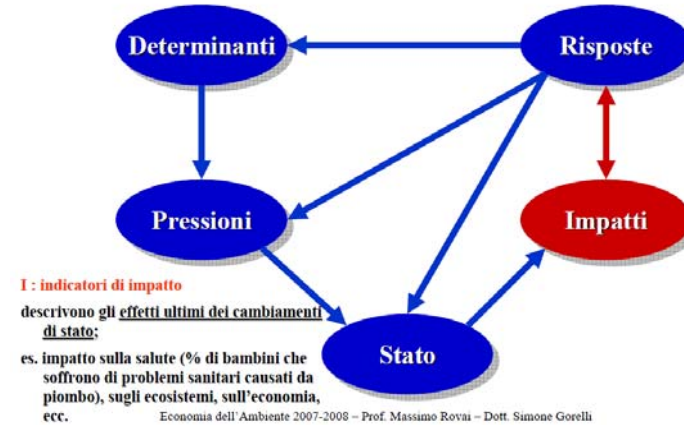 Determinanti
Risposte
Pressioni
Impatti
I : indicatori di impatto
descrivono gli effetti ultimi dei cambiamenti
di stato;
es. impatto sulla salute (% di bambini che
soffrono di problemi sanitari causati da
piombo), sugli ecosistemi, sull'economia,
ecc.
Stato
Economia dell'Ambiente 2007-2008 – Prof. Massimo Rovai – Dott. Simone Gorelli